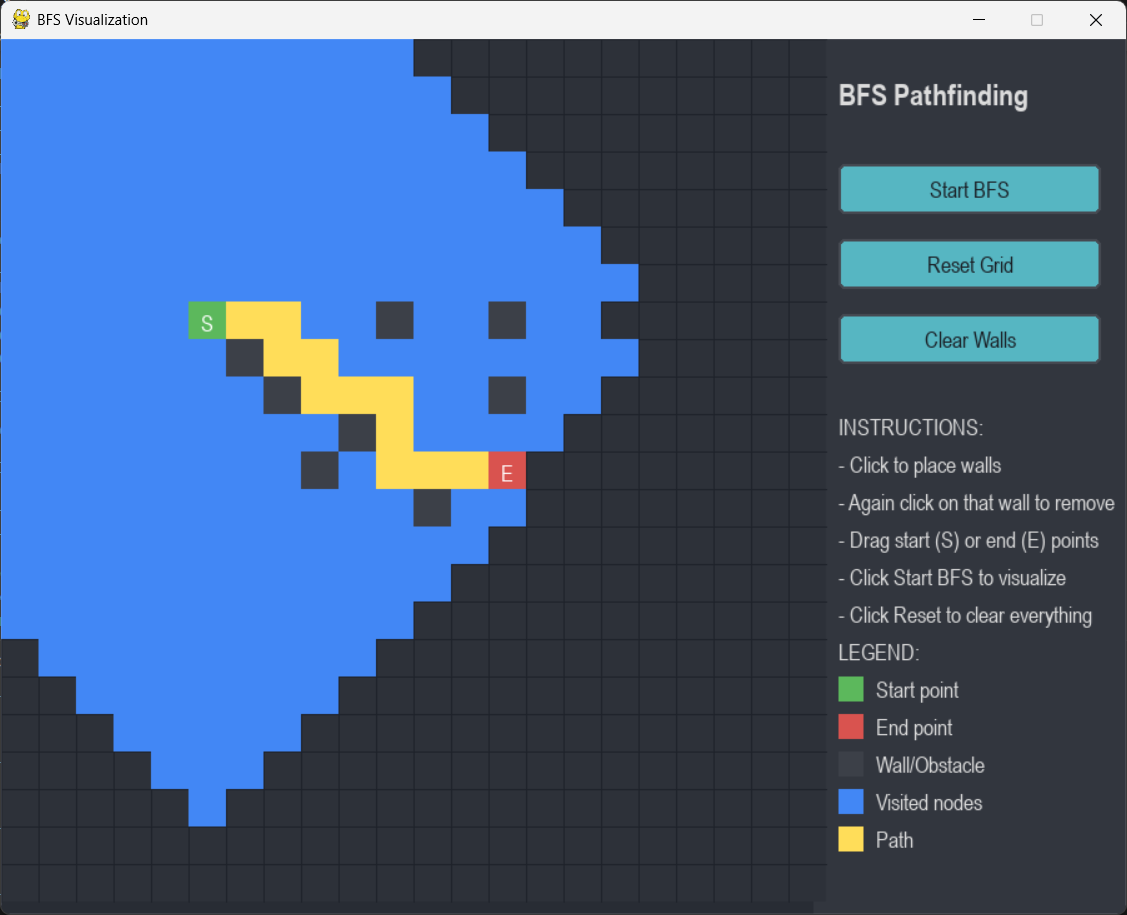 BFS Visualization
BFS Pathfinding
Start BFS
Reset Grid
Clear Walls
S
E
INSTRUCTIONS:
- Click to place walls
- Again click on that wall to remove
- Drag start (S) or end (E) points
- Click Start BFS to visualize
- Click Reset to clear everything
LEGEND:
Start point
End point
Wall/Obstacle
Visited nodes
Path